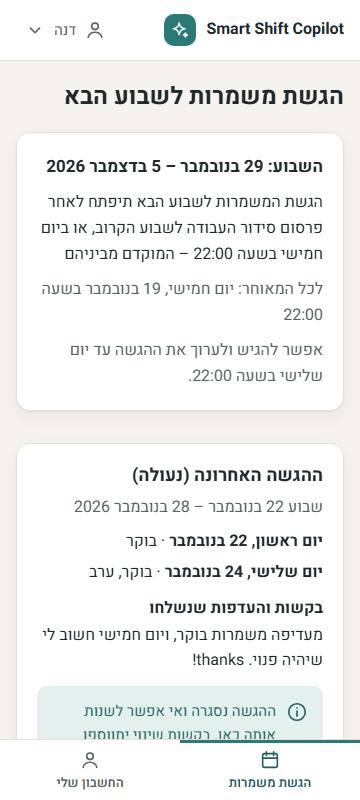 Smart Shift Copilot
דנה
הגשת משמרות לשבוע הבא
השבוע: 29 בנובמבר – 5 בדצמבר 2026
הגשת המשמרות לשבוע הבא תיפתח לאחר
פרסום סידור העבודה לשבוע הקרוב, או ביום
חמישי בשעה 22:00 – המוקדם מביניהם
לכל המאוחר: יום חמישי, 19 בנובמבר בשעה
22:00
אפשר להגיש ולערוך את ההגשה עד יום
שלישי בשעה 22:00.
ההגשה האחרונה (נעולה)
שבוע 22 בנובמבר – 28 בנובמבר 2026
יום ראשון, 22 בנובמבר · בוקר
יום שלישי, 24 בנובמבר · בוקר, ערב
בקשות והעדפות שנשלחו
מעדיפה משמרות בוקר, ויום חמישי חשוב לי
שיהיה פנוי. thanks!
ההגשה נסגרה ואי אפשר לשנות
אותה כאן. בקשות שינוי יתווספו
הגשת משמרות
החשבון שלי